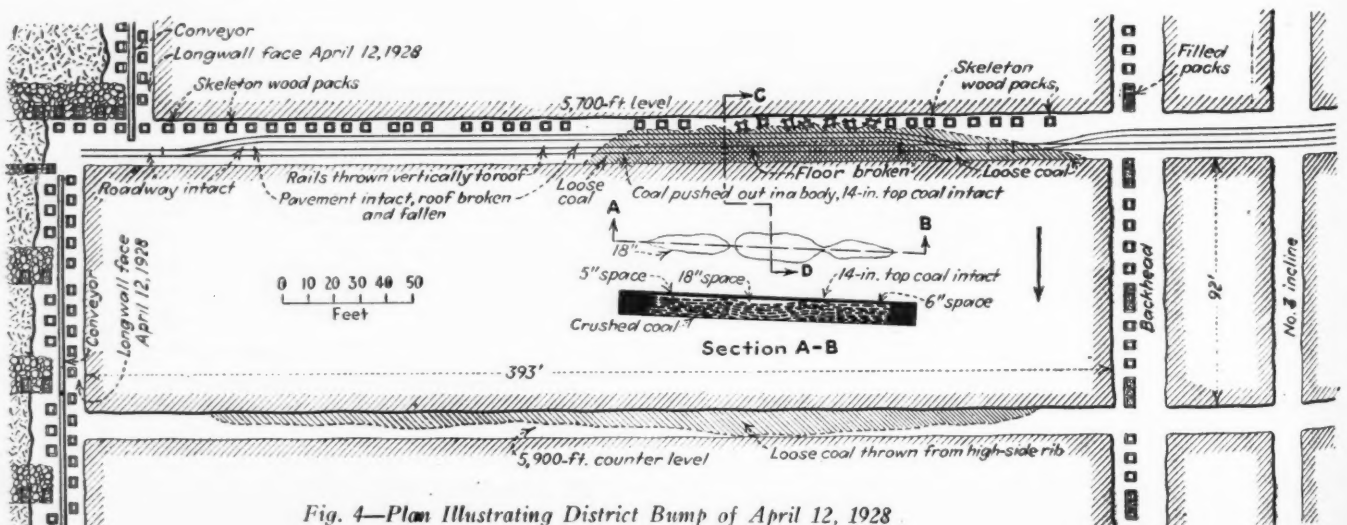 Conveyor
Longwall face April 12, 1928
Skeleton wood packs
5,700-ft. level
C
Skeleton
wood packs,
Filled
packs
Roadway intact
Rails thrown vertically to roof
Pavement intact, roof broken
and fallen
Loose
coal
Floor broken
Loose coal
Coal pushed out in a body, 14-in. top coal intact
A
B
18"
D
5" space
18" space
14-in. top coal intact
6" space
Crushed coal
Section A-B
0 10 20 30 40 50
Feet
Conveyor
Longwall face
April 12, 1928
393'
Backhead
92'
No. 2 incline
5,900-ft. counter level
Loose coal thrown from high-side rib
Fig. 4—Plan Illustrating District Bump of April 12, 1928